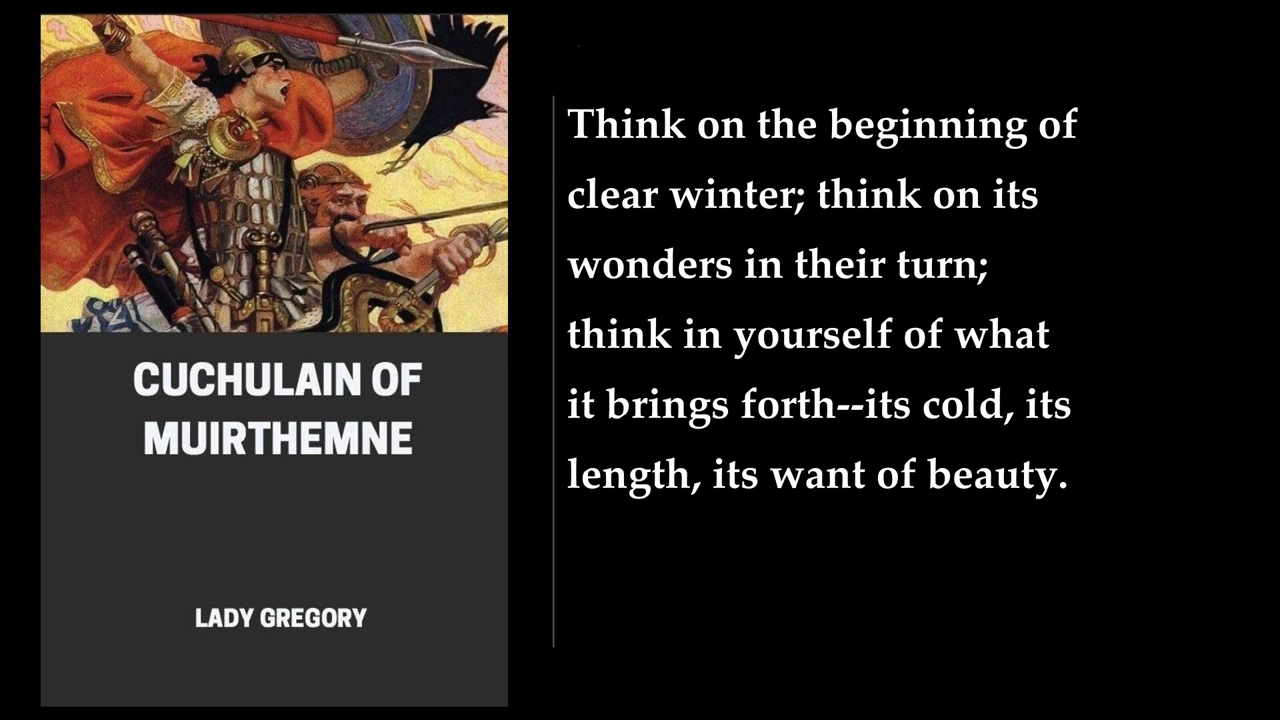 CUCHULAIN OF
MUIRTHEMNE
LADY GREGORY
Think on the beginning of
clear winter; think on its
wonders in their turn;
think in yourself of what
it brings forth--its cold, its
length, its want of beauty.